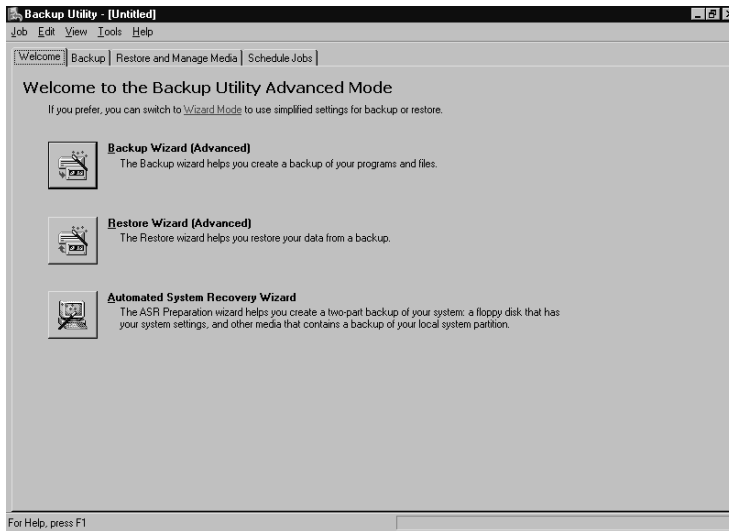 Backup Utility - [Untitled]
Job Edit View Tools Help
Welcome Backup Restore and Manage Media Schedule Jobs
Welcome to the Backup Utility Advanced Mode
If you prefer, you can switch to Wizard Mode to use simplified settings for backup or restore.
Backup Wizard (Advanced)
The Backup wizard helps you create a backup of your programs and files.
Restore Wizard (Advanced)
The Restore wizard helps you restore your data from a backup.
Automated System Recovery Wizard
The ASR Preparation wizard helps you create a two-part backup of your system: a floppy disk that has
your system settings, and other media that contains a backup of your local system partition.
For Help, press F1